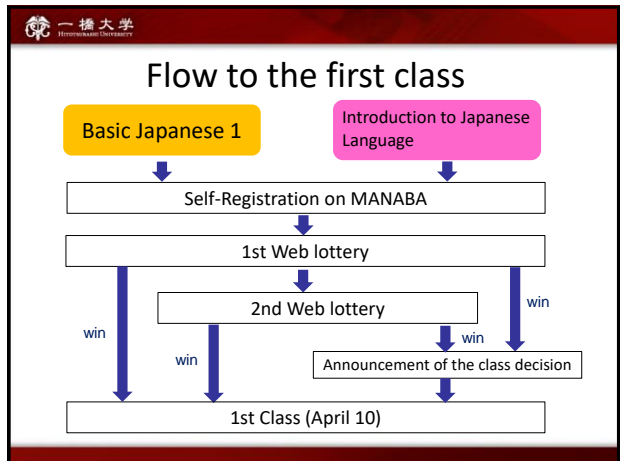 一橋大学
HITOTSUBASHI UNIVERSITY
Flow to the first class
Basic Japanese 1
Introduction to Japanese
Language
Self-Registration on MANABA
1st Web lottery
2nd Web lottery
win
win
win
win
Announcement of the class decision
1st Class (April 10)